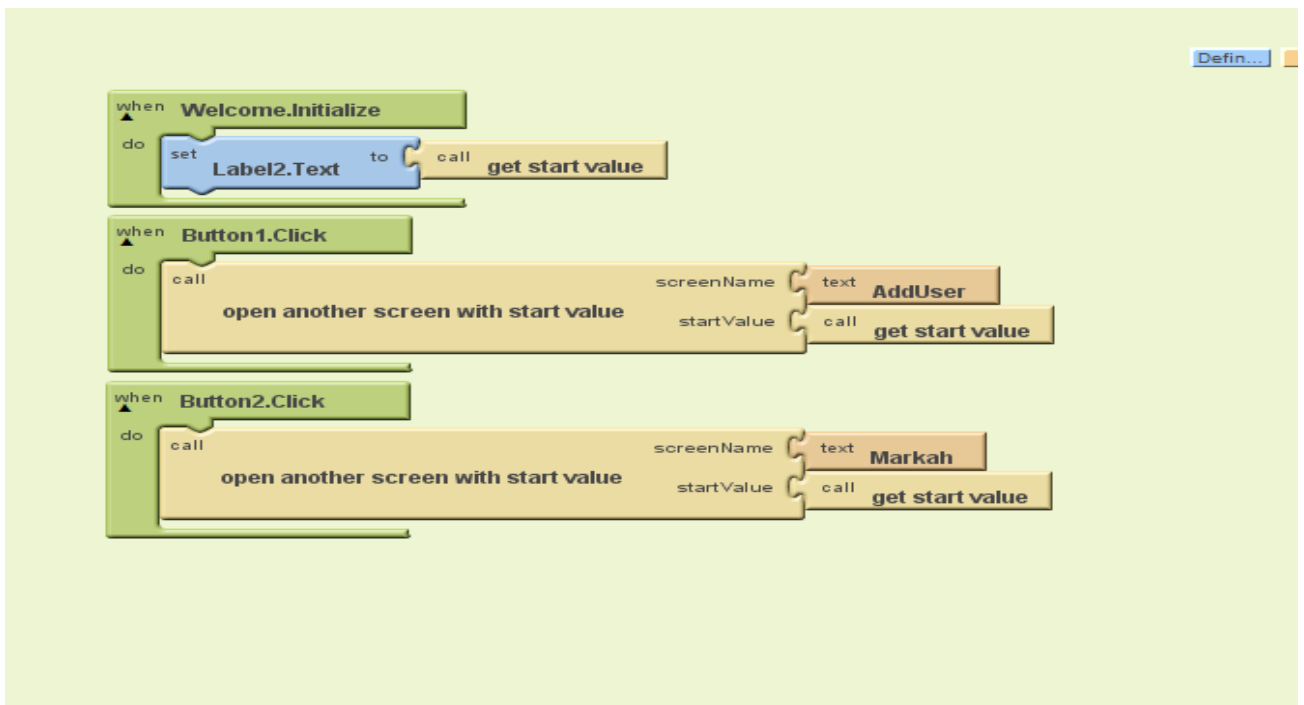 Defin...
when Welcome.Initialize
do set Label2.Text to call get start value
when Button1.Click
do call open another screen with start value screenName text AddUser
startValue call get start value
when Button2.Click
do call open another screen with start value screenName text Markah
startValue call get start value